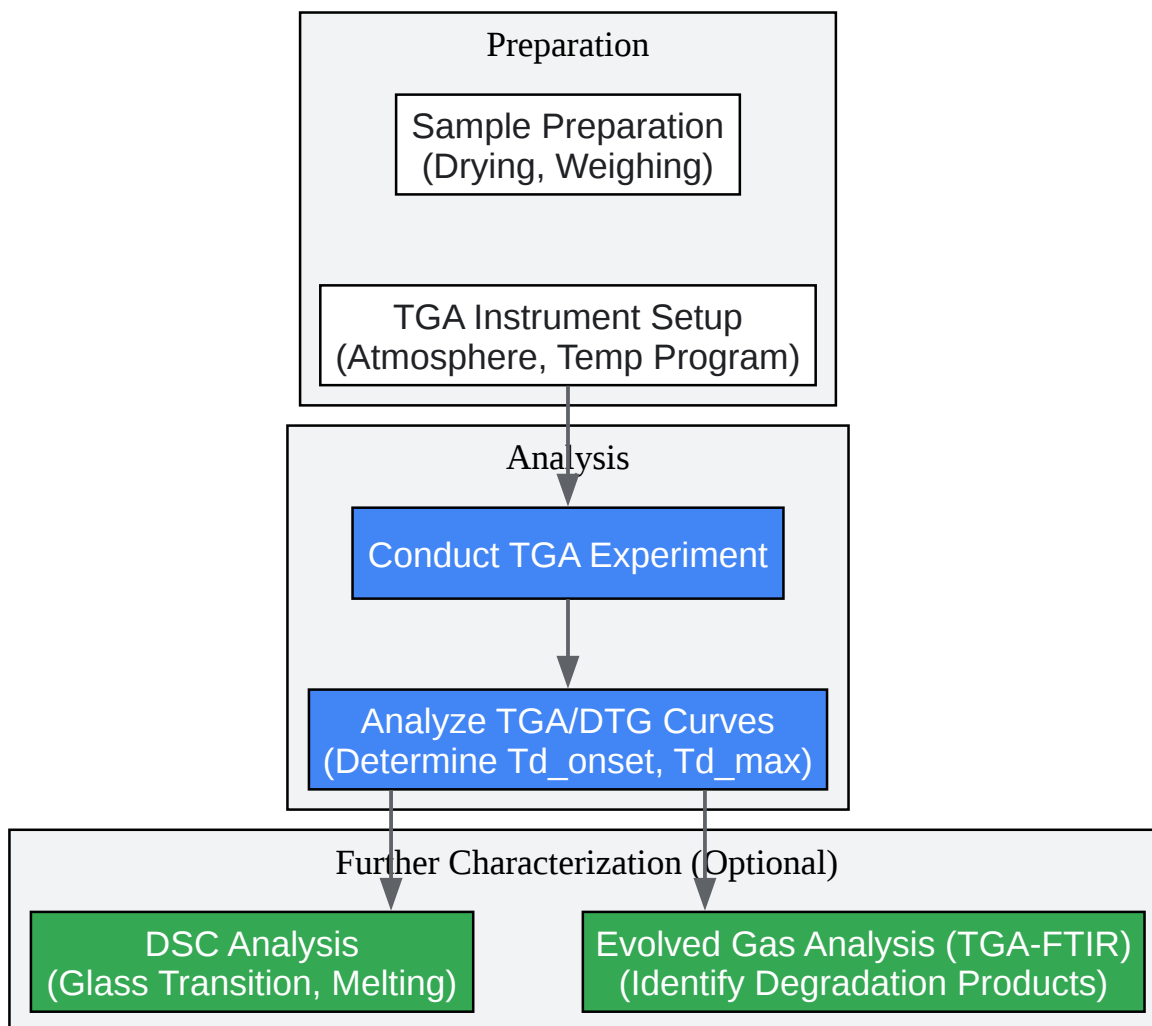 Preparation
Sample Preparation
(Drying, Weighing)
TGA Instrument Setup
(Atmosphere, Temp Program)
Analysis
Conduct TGA Experiment
Analyze TGA/DTG Curves
(Determine Td_onset, Td_max)
Further Characterization (Optional)
DSC Analysis
(Glass Transition, Melting)
Evolved Gas Analysis (TGA-FTIR)
(Identify Degradation Products)